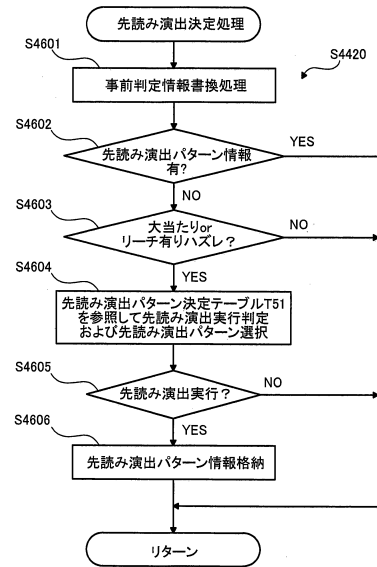 先読み演出決定処理
S4601
S4420
事前判定情報書換処理
S4602
先読み演出パターン情報
有?
YES
NO
S4603
大当たりor
リーチ有りハズレ?
NO
YES
S4604
先読み演出パターン決定テーブルT51
を参照して先読み演出実行判定
および先読み演出パターン選択
S4605
先読み演出実行?
NO
YES
S4606
先読み演出パターン情報格納
リターン